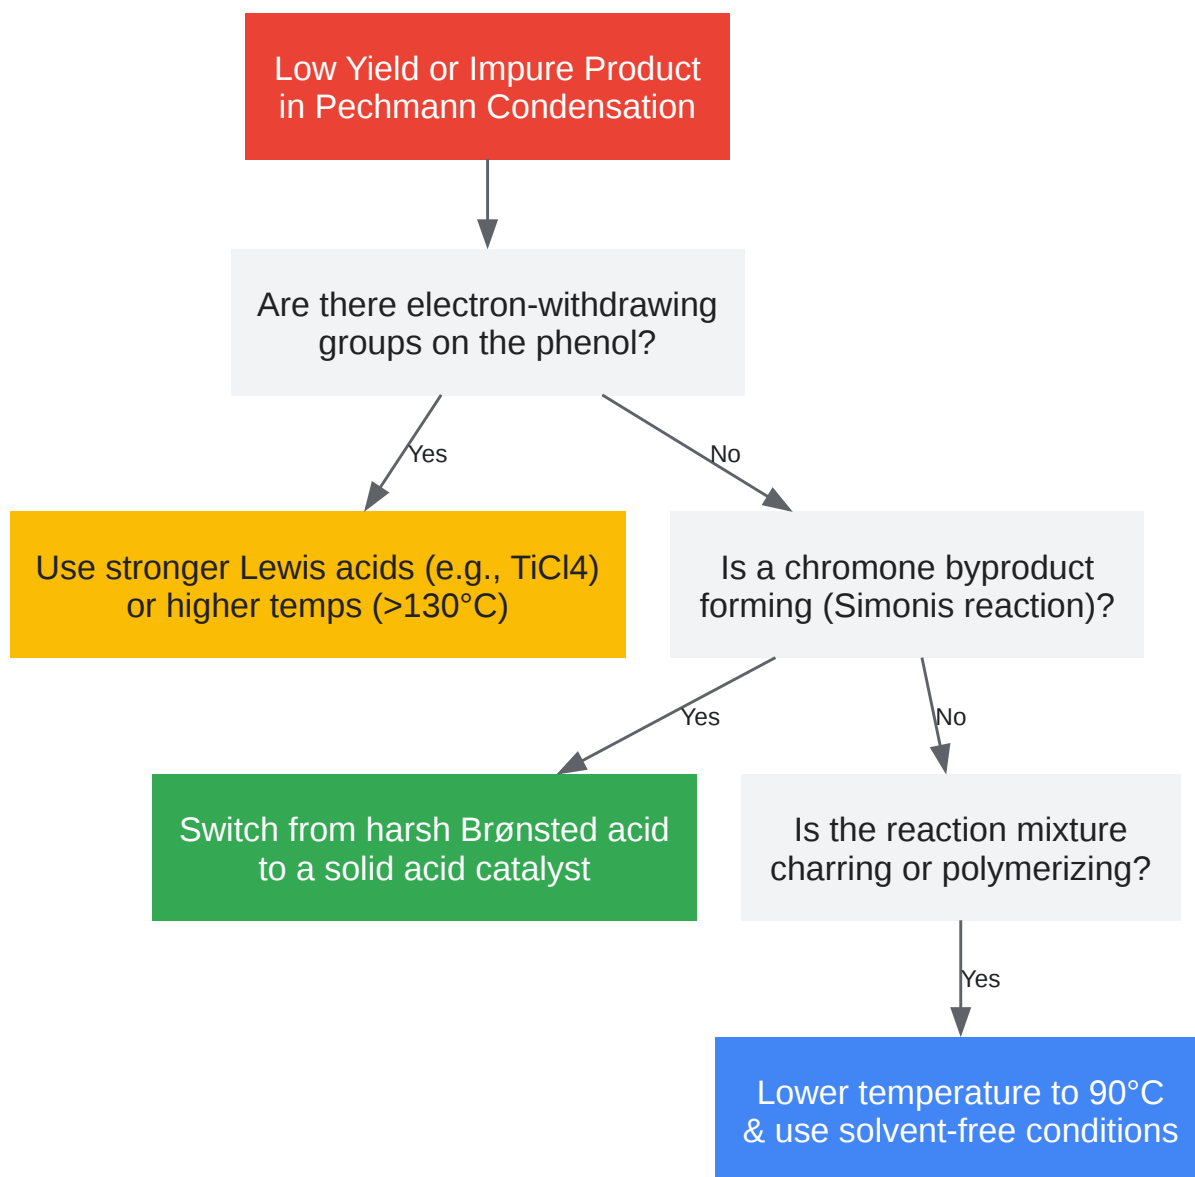 Low Yield or Impure Product
in Pechmann Condensation
Are there electron-withdrawing
groups on the phenol?
Yes
No
Use stronger Lewis acids (e.g., TiCl4)
or higher temps (>130°C)
Is a chromone byproduct
forming (Simonis reaction)?
Yes
No
Switch from harsh Brønsted acid
to a solid acid catalyst
Is the reaction mixture
charring or polymerizing?
Yes
Lower temperature to 90°C
& use solvent-free conditions